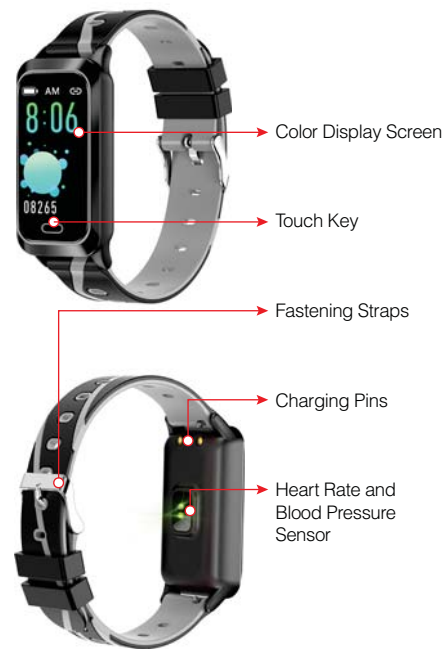 AM
8:06
08265
Color Display Screen
Touch Key
Fastening Straps
Charging Pins
Heart Rate and
Blood Pressure
Sensor